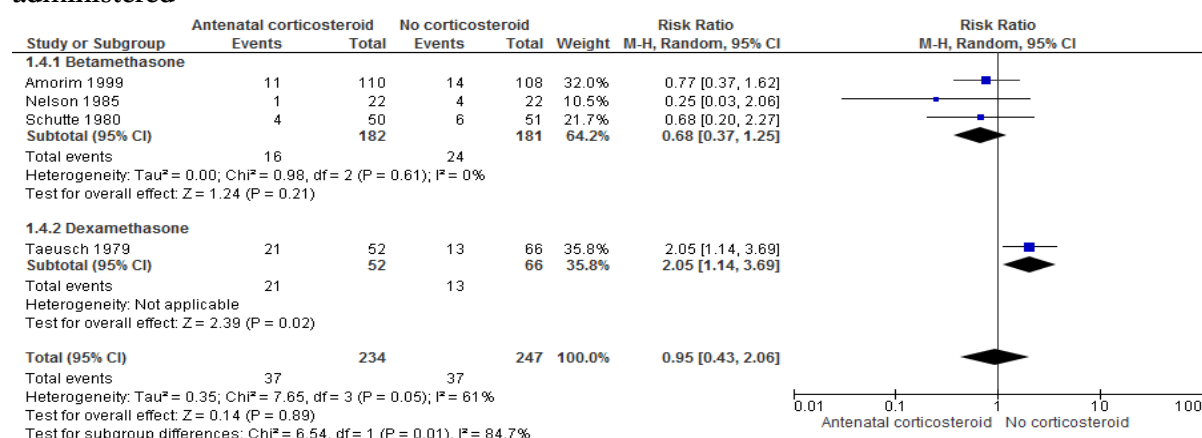 administered
Antenatal corticosteroid No corticosteroid Risk Ratio Risk Ratio
Study or Subgroup Events Total Events Total Weight M-H, Random, 95% CI M-H, Random, 95% CI
1.4.1 Betamethasone
Amorim 1999 11 110 14 108 32.0% 0.77 [0.37, 1.62]
Nelson 1985 1 22 4 22 10.5% 0.25 [0.03, 2.06]
Schutte 1980 4 50 6 51 21.7% 0.68 [0.20, 2.27]
Subtotal (95% CI) 182 181 64.2% 0.68 [0.37, 1.25]
Total events 16 24
Heterogeneity: Tau² = 0.00; Chi² = 0.98, df = 2 (P = 0.61); I² = 0%
Test for overall effect: Z = 1.24 (P = 0.21)
1.4.2 Dexamethasone
Taeusch 1979 21 52 13 66 35.8% 2.05 [1.14, 3.69]
Subtotal (95% CI) 52 66 35.8% 2.05 [1.14, 3.69]
Total events 21 13
Heterogeneity: Not applicable
Test for overall effect: Z = 2.39 (P = 0.02)
Total (95% CI) 234 247 100.0% 0.95 [0.43, 2.06]
Total events 37 37
Heterogeneity: Tau² = 0.35; Chi² = 7.65, df = 3 (P = 0.05); I² = 61%
Test for overall effect: Z = 0.14 (P = 0.89)
Test for subgroup differences: Chi² = 6.54, df = 1 (P = 0.01), I² = 84.7%
0.01 0.1 1 10 100
Antenatal corticosteroid No corticosteroid